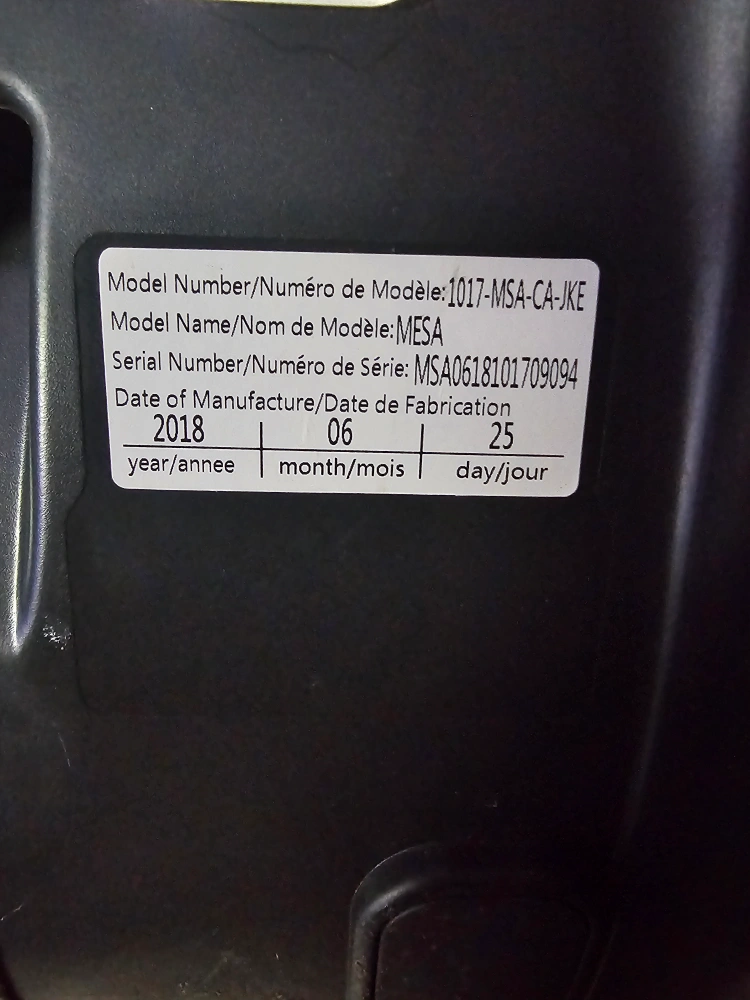 Model Number/Numéro de Modèle:1017-MSA-CA-JKE
Model Name/Nom de Modèle:MESA
Serial Number/Numéro de Série: MSA0618101709094
Date of Manufacture/Date de Fabrication
2018 06 25
year/annee month/mois day/jour